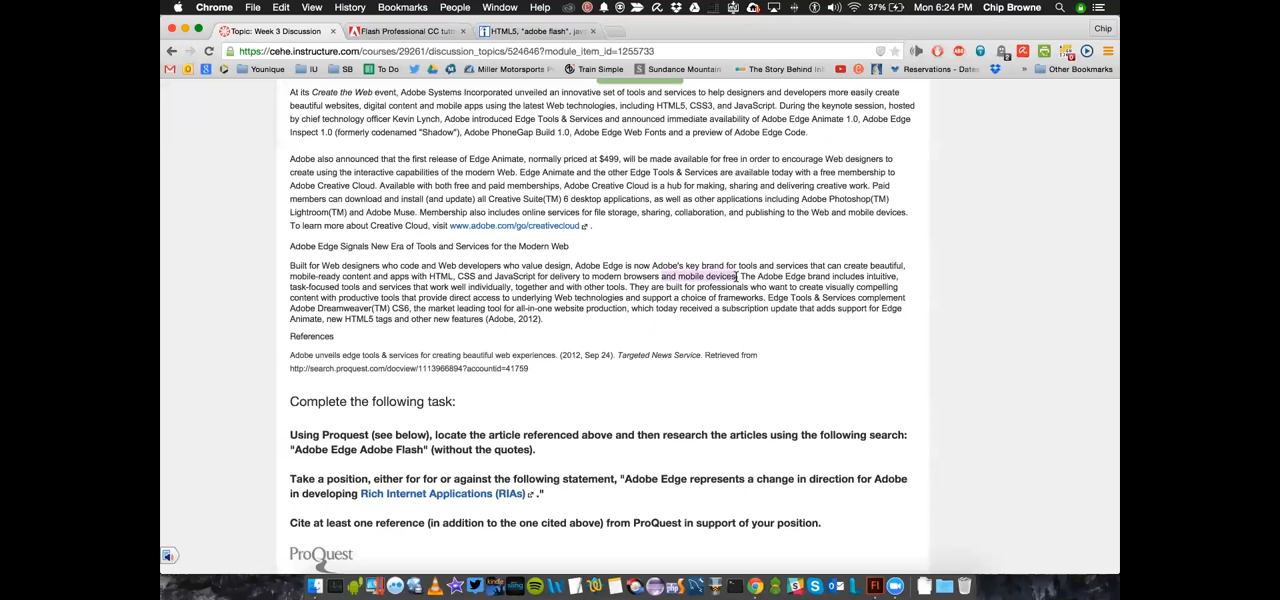 Chrome File Edit View History Bookmarks People Window Help 37% Mon 6:24 PM Chip Browne
Topic: Week 3 Discussion × Flash Professional CC tuto × HTML5, "adobe flash", java × Chip
https://cehe.instructure.com/courses/29261/discussion_topics/524646?module_item_id=1255733
Younique IU SB To Do Miller Motorsports P Train Simple Sundance Mountain The Story Behind In Reservations - Dates » Other Bookmarks
At its Create the Web event, Adobe Systems Incorporated unveiled an innovative set of tools and services to help designers and developers more easily create
beautiful websites, digital content and mobile apps using the latest Web technologies, including HTML5, CSS3, and JavaScript. During the keynote session, hosted
by chief technology officer Kevin Lynch, Adobe introduced Edge Tools & Services and announced immediate availability of Adobe Edge Animate 1.0, Adobe Edge
Inspect 1.0 (formerly codenamed "Shadow"), Adobe PhoneGap Build 1.0, Adobe Edge Web Fonts and a preview of Adobe Edge Code.
Adobe also announced that the first release of Edge Animate, normally priced at $499, will be made available for free in order to encourage Web designers to
create using the interactive capabilities of the modern Web. Edge Animate and the other Edge Tools & Services are available today with a free membership to
Adobe Creative Cloud. Available with both free and paid memberships, Adobe Creative Cloud is a hub for making, sharing and delivering creative work. Paid
members can download and install (and update) all Creative Suite(TM) 6 desktop applications, as well as other applications including Adobe Photoshop(TM)
Lightroom(TM) and Adobe Muse. Membership also includes online services for file storage, sharing, collaboration, and publishing to the Web and mobile devices.
To learn more about Creative Cloud, visit www.adobe.com/go/creativecloud .
Adobe Edge Signals New Era of Tools and Services for the Modern Web
Built for Web designers who code and Web developers who value design, Adobe Edge is now Adobe's key brand for tools and services that can create beautiful,
mobile-ready content and apps with HTML, CSS and JavaScript for delivery to modern browsers and mobile devices. The Adobe Edge brand includes intuitive,
task-focused tools and services that work well individually, together and with other tools. They are built for professionals who want to create visually compelling
content with productive tools that provide direct access to underlying Web technologies and support a choice of frameworks. Edge Tools & Services complement
Adobe Dreamweaver(TM) CS6, the market leading tool for all-in-one website production, which today received a subscription update that adds support for Edge
Animate, new HTML5 tags and other new features (Adobe, 2012).
References
Adobe unveils edge tools & services for creating beautiful web experiences. (2012, Sep 24). Targeted News Service. Retrieved from
http://search.proquest.com/docview/1113966894?accountid=41759
Complete the following task:
Using Proquest (see below), locate the article referenced above and then research the articles using the following search:
"Adobe Edge Adobe Flash" (without the quotes).
Take a position, either for for or against the following statement, "Adobe Edge represents a change in direction for Adobe
in developing Rich Internet Applications (RIAs) ."
Cite at least one reference (in addition to the one cited above) from ProQuest in support of your position.
ProQuest